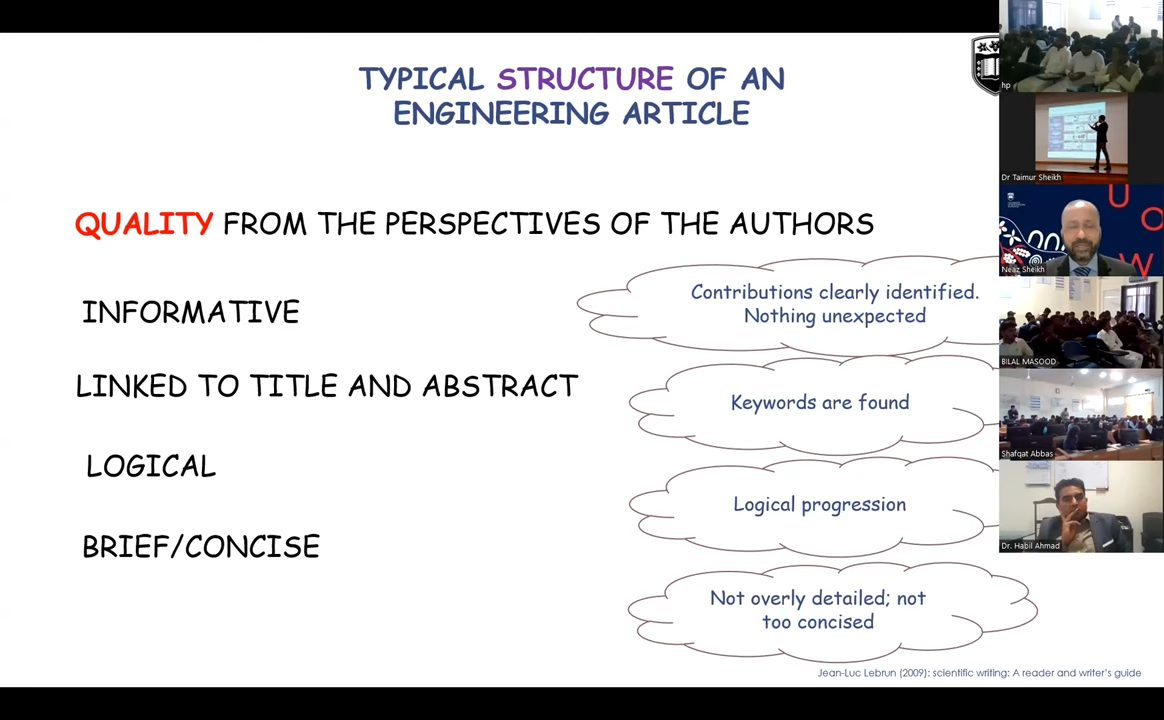 TYPICAL STRUCTURE OF AN
ENGINEERING ARTICLE
QUALITY FROM THE PERSPECTIVES OF THE AUTHORS
INFORMATIVE
Contributions clearly identified.
Nothing unexpected
LINKED TO TITLE AND ABSTRACT
Keywords are found
LOGICAL
Logical progression
BRIEF/CONCISE
Not overly detailed; not
too concised
Jean-Luc Lebrun (2009): scientific writing: A reader and writer's guide
hp
Dr Taimur Sheikh
U
O
W
Neaz Sheikh
BILAL MASOOD
Shafqat Abbas
Dr. Habil Ahmad